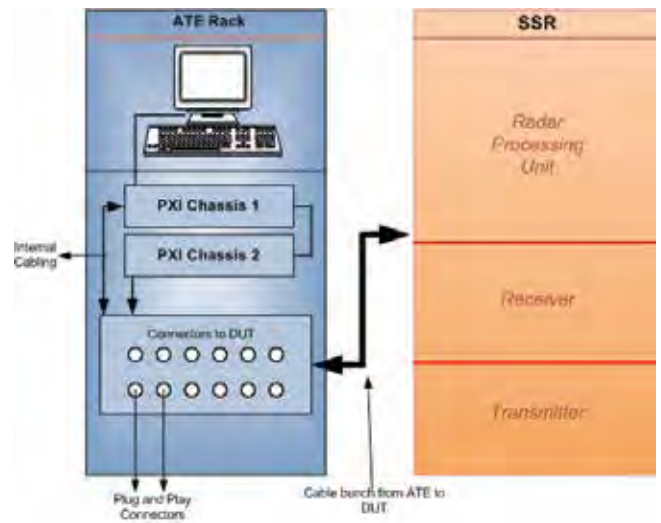 ATE Rack
SSR
Radar
Processing
Unit
PXI Chassis 1
PXI Chassis 2
Internal
Cabling
Receiver
Connectors to DUT
Transmitter
Plug and Play
Connectors
Cable bunch from ATE to
DUT